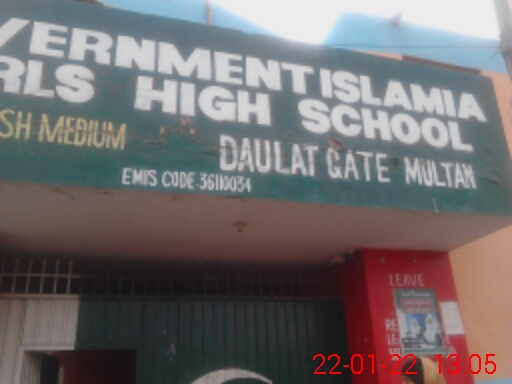 VERNMENT ISLAMIA
RLS HIGH SCHOOL
SH MEDIUM
DAULAT GATE MULTAN
EMIS CODE 36110034
LEAVE
22-01-22 13:05